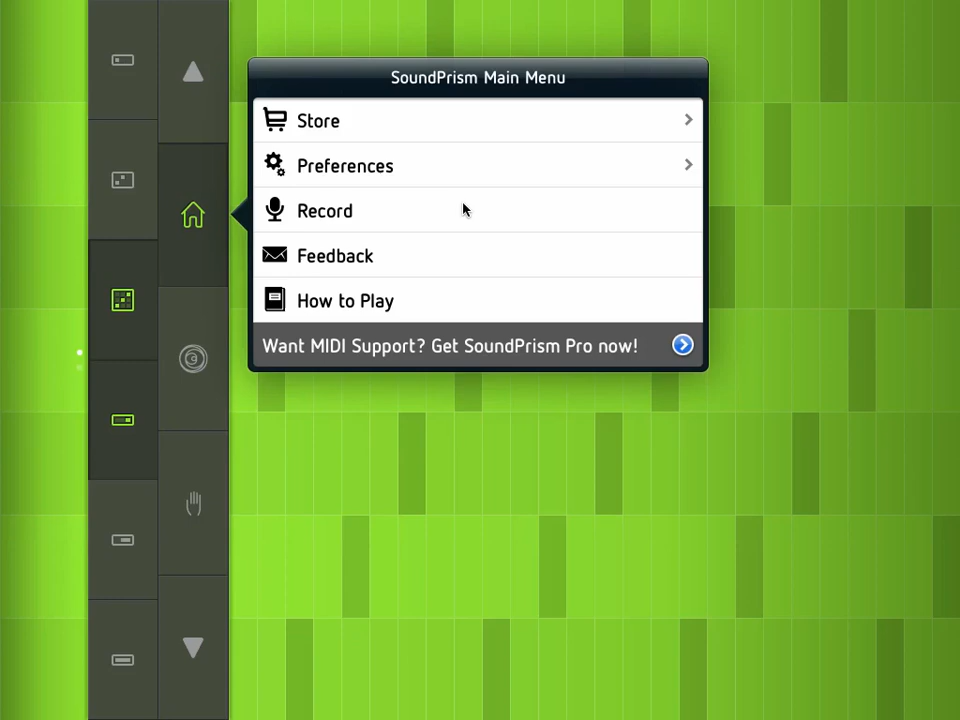 SoundPrism Main Menu
Store
Preferences
Record
Feedback
How to Play
Want MIDI Support? Get SoundPrism Pro now!